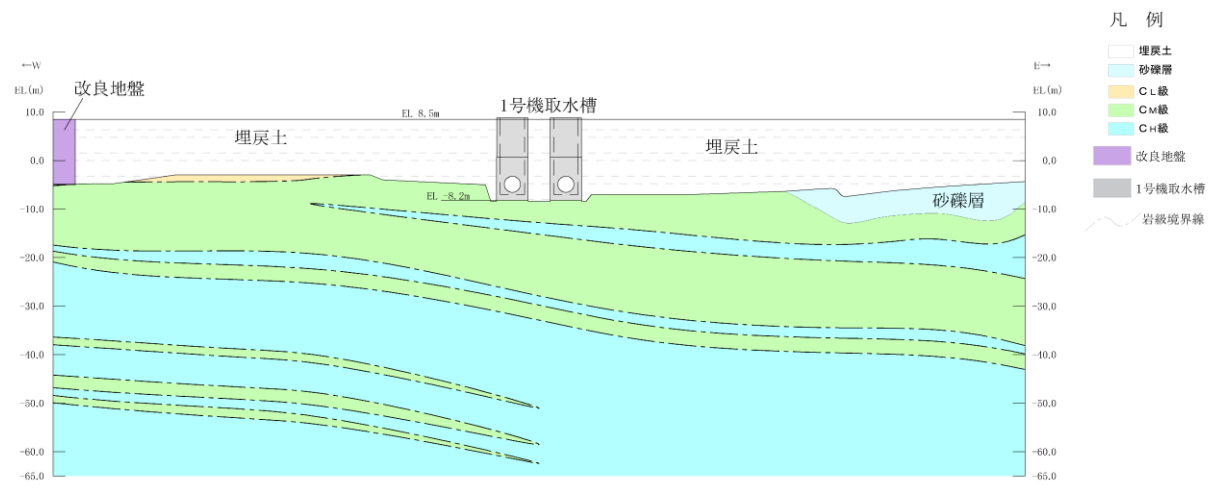 凡 例
埋戻土
砂礫層
CL級
CM級
CH級
改良地盤
1号機取水槽
岩級境界線
←W
E→
EL(m)
EL(m)
改良地盤
1号機取水槽
EL 8.5m
埋戻土
埋戻土
EL -8.2m
砂礫層
10.0
0.0
-10.0
-20.0
-30.0
-40.0
-50.0
-60.0
-65.0
10.0
0.0
-10.0
-20.0
-30.0
-40.0
-50.0
-60.0
-65.0